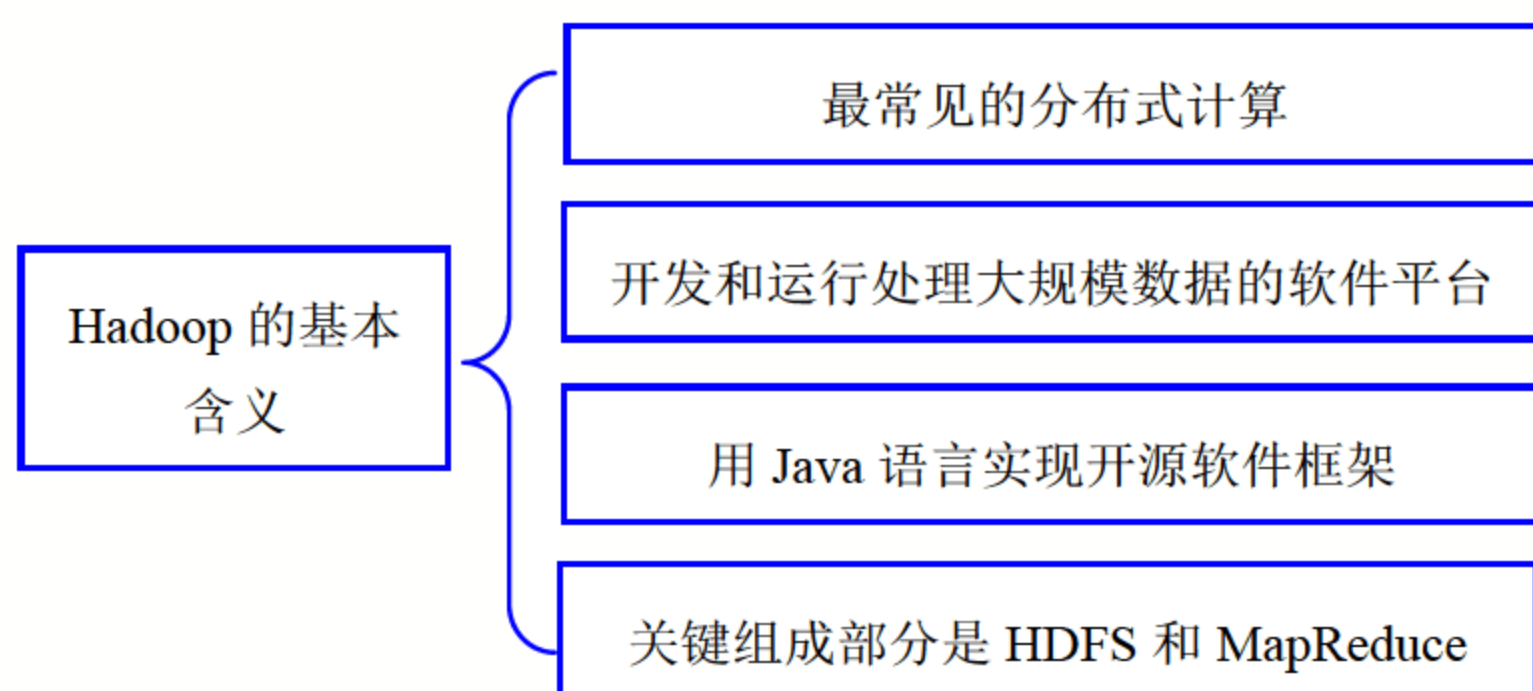 最常见的分布式计算
开发和运行处理大规模数据的软件平台
Hadoop 的基本
含义
用 Java 语言实现开源软件框架
关键组成部分是 HDFS 和 MapReduce